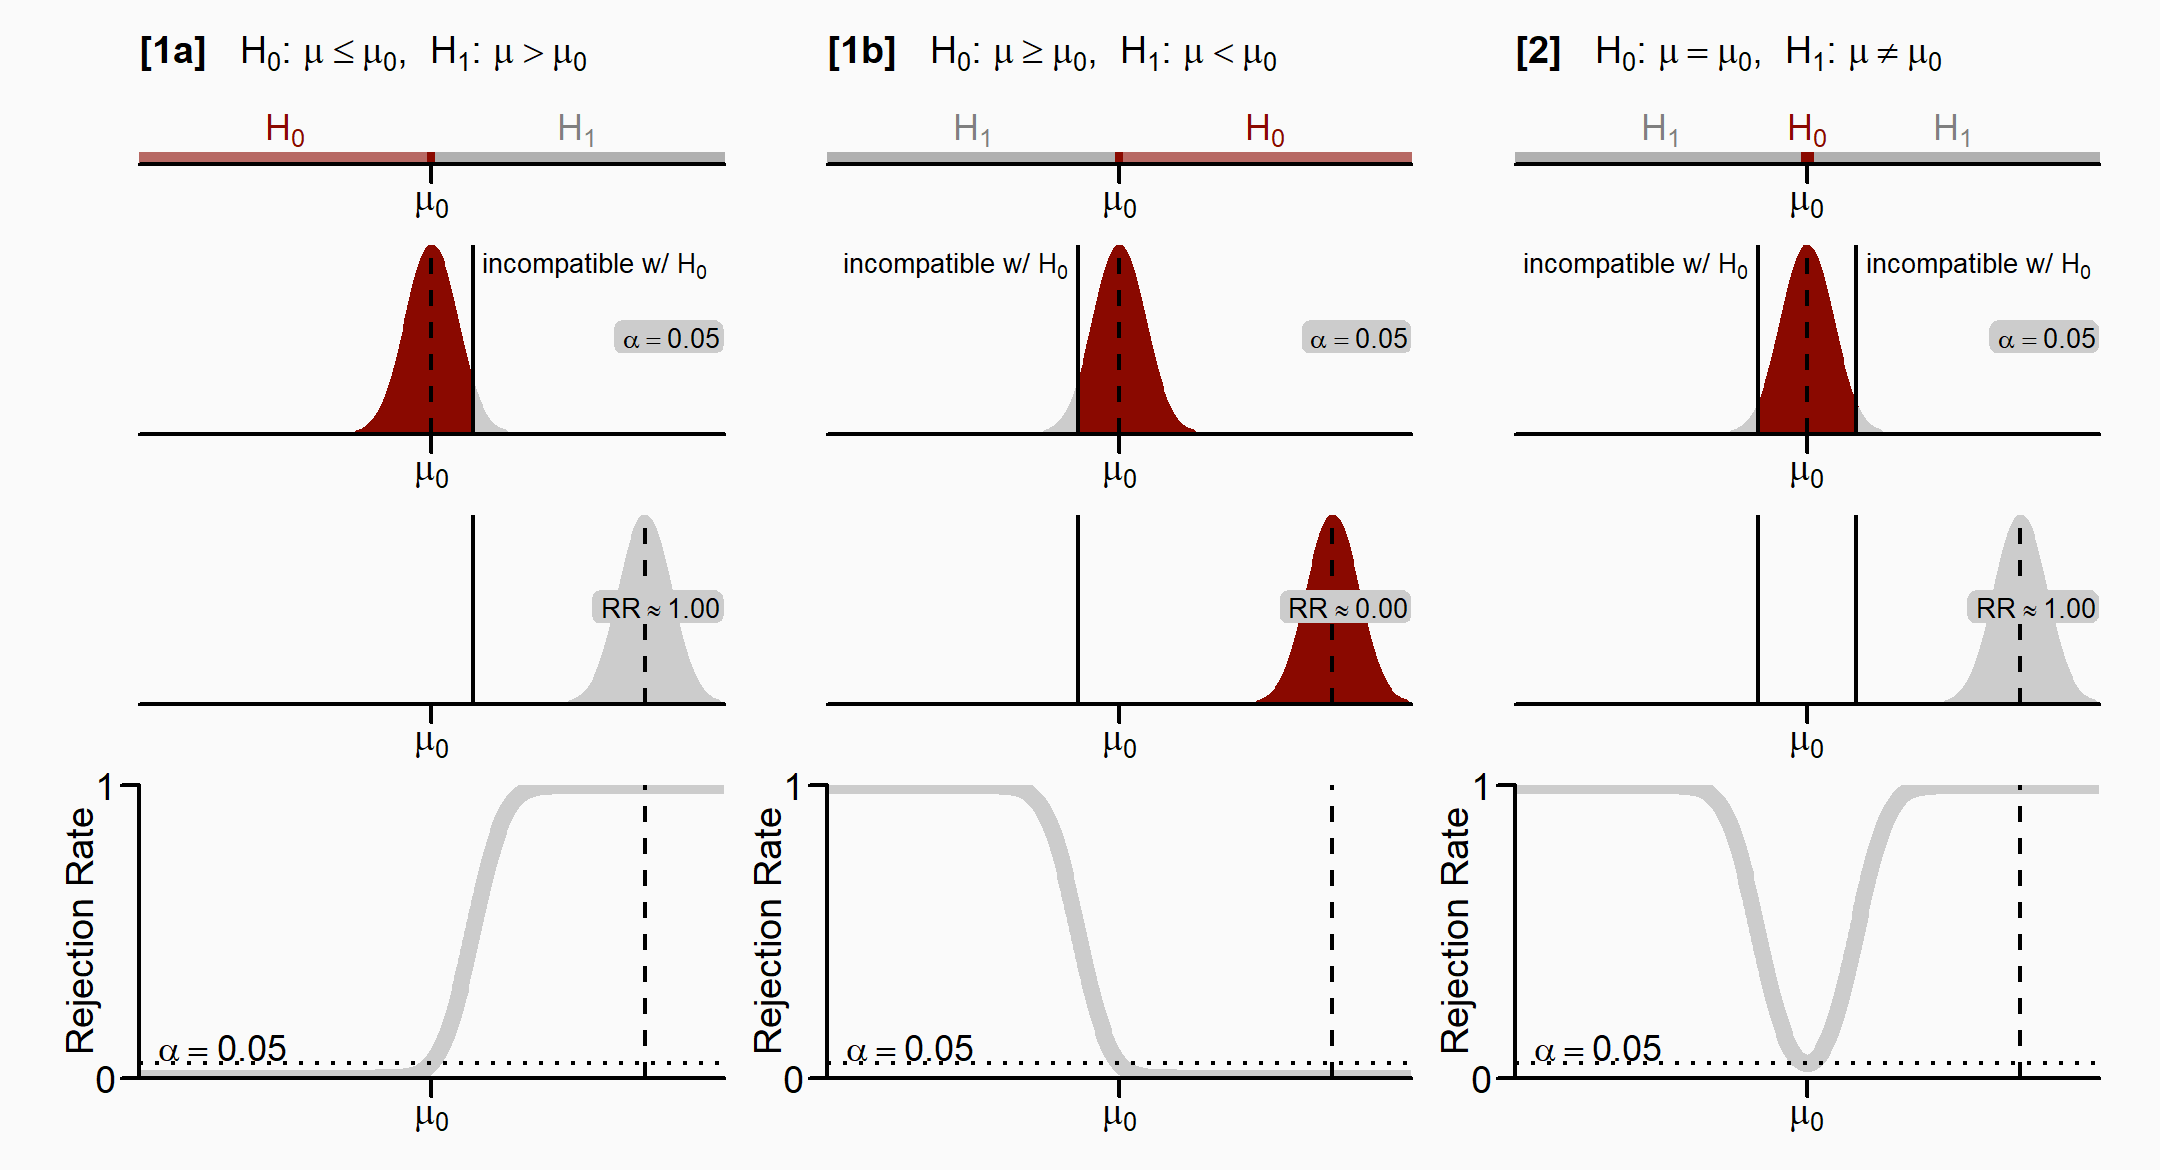 [1a] H₀: μ ≤ μ₀, H₁: μ > μ₀
H₀ H₁
μ₀
incompatible w/ H₀
α = 0.05
μ₀
RR ≈ 1.00
μ₀
1
Rejection Rate
α = 0.05
0
μ₀
[1b] H₀: μ ≥ μ₀, H₁: μ < μ₀
H₁ H₀
μ₀
incompatible w/ H₀
α = 0.05
μ₀
RR ≈ 0.00
μ₀
1
Rejection Rate
α = 0.05
0
μ₀
[2] H₀: μ = μ₀, H₁: μ ≠ μ₀
H₁ H₀ H₁
μ₀
incompatible w/ H₀ incompatible w/ H₀
α = 0.05
μ₀
RR ≈ 1.00
μ₀
1
Rejection Rate
α = 0.05
0
μ₀